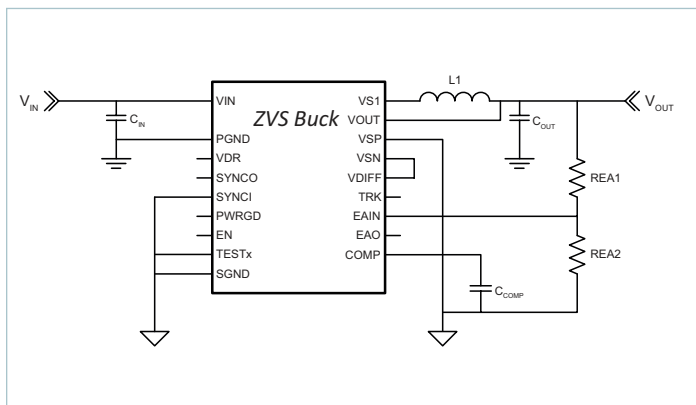 L1
VIN
VIN
ZVS Buck
VS1
VOUT
VOUT
CIN
COUT
PGND
VSP
VDR
VSN
SYNCO
VDIFF
REA1
SYNCI
TRK
PWRGD
EAIN
EN
EAO
TESTx
COMP
REA2
SGND
CCOMP